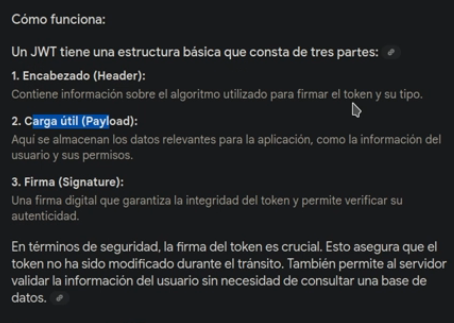 Cómo funciona:
Un JWT tiene una estructura básica que consta de tres partes:
1. Encabezado (Header):
Contiene información sobre el algoritmo utilizado para firmar el token y su tipo.
2. Carga útil (Payload):
Aquí se almacenan los datos relevantes para la aplicación, como la información del
usuario y sus permisos.
3. Firma (Signature):
Una firma digital que garantiza la integridad del token y permite verificar su
autenticidad.
En términos de seguridad, la firma del token es crucial. Esto asegura que el
token no ha sido modificado durante el tránsito. También permite al servidor
validar la información del usuario sin necesidad de consultar una base de
datos.